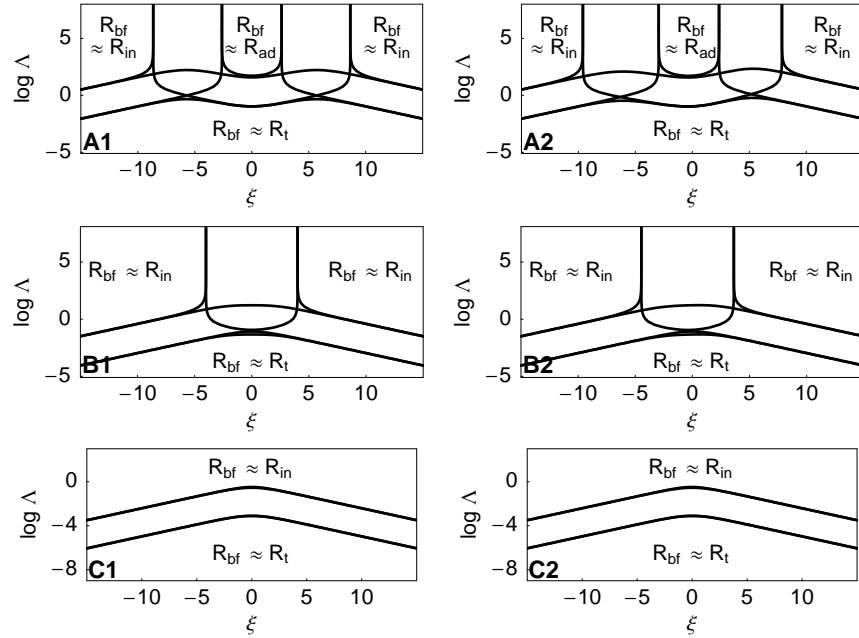 R_bf ≈ R_in
R_bf ≈ R_ad
R_bf ≈ R_in
R_bf ≈ R_t
A1
5
0
−5
log Λ
−10 −5 0 5 10
ξ
R_bf ≈ R_in
R_bf ≈ R_ad
R_bf ≈ R_in
R_bf ≈ R_t
A2
5
0
−5
log Λ
−10 −5 0 5 10
ξ
R_bf ≈ R_in
R_bf ≈ R_in
R_bf ≈ R_t
B1
5
0
−5
log Λ
−10 −5 0 5 10
ξ
R_bf ≈ R_in
R_bf ≈ R_in
R_bf ≈ R_t
B2
5
0
−5
log Λ
−10 −5 0 5 10
ξ
R_bf ≈ R_in
R_bf ≈ R_t
C1
0
−4
−8
log Λ
−10 −5 0 5 10
ξ
R_bf ≈ R_in
R_bf ≈ R_t
C2
0
−4
−8
log Λ
−10 −5 0 5 10
ξ